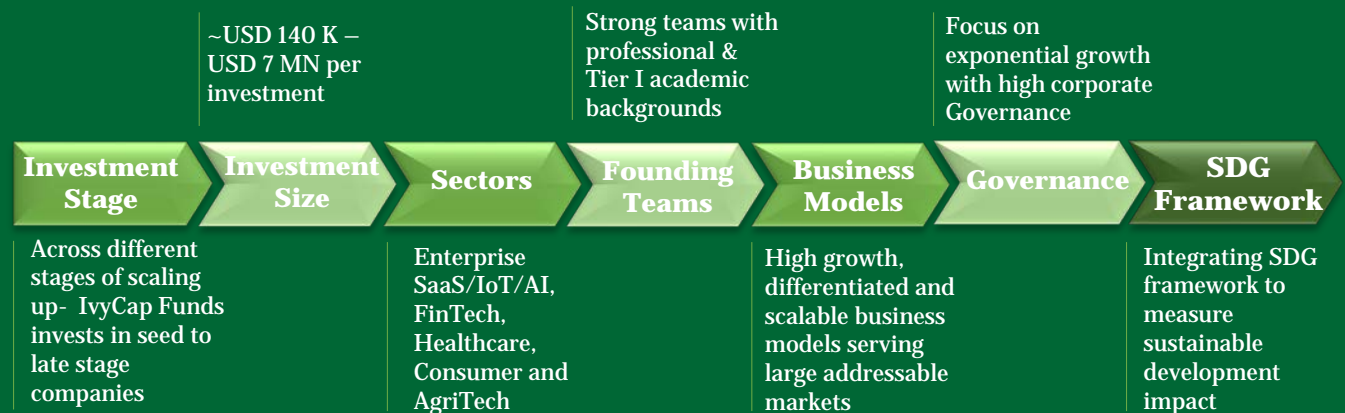 ~USD 140 K –
USD 7 MN per
investment
Strong teams with
professional &
Tier I academic
backgrounds
Focus on
exponential growth
with high corporate
Governance
Investment
Stage
Investment
Size
Sectors
Founding
Teams
Business
Models
Governance
SDG
Framework
Across different
stages of scaling
up- IvyCap Funds
invests in seed to
late stage
companies
Enterprise
SaaS/IoT/AI,
FinTech,
Healthcare,
Consumer and
AgriTech
High growth,
differentiated and
scalable business
models serving
large addressable
markets
Integrating SDG
framework to
measure
sustainable
development
impact